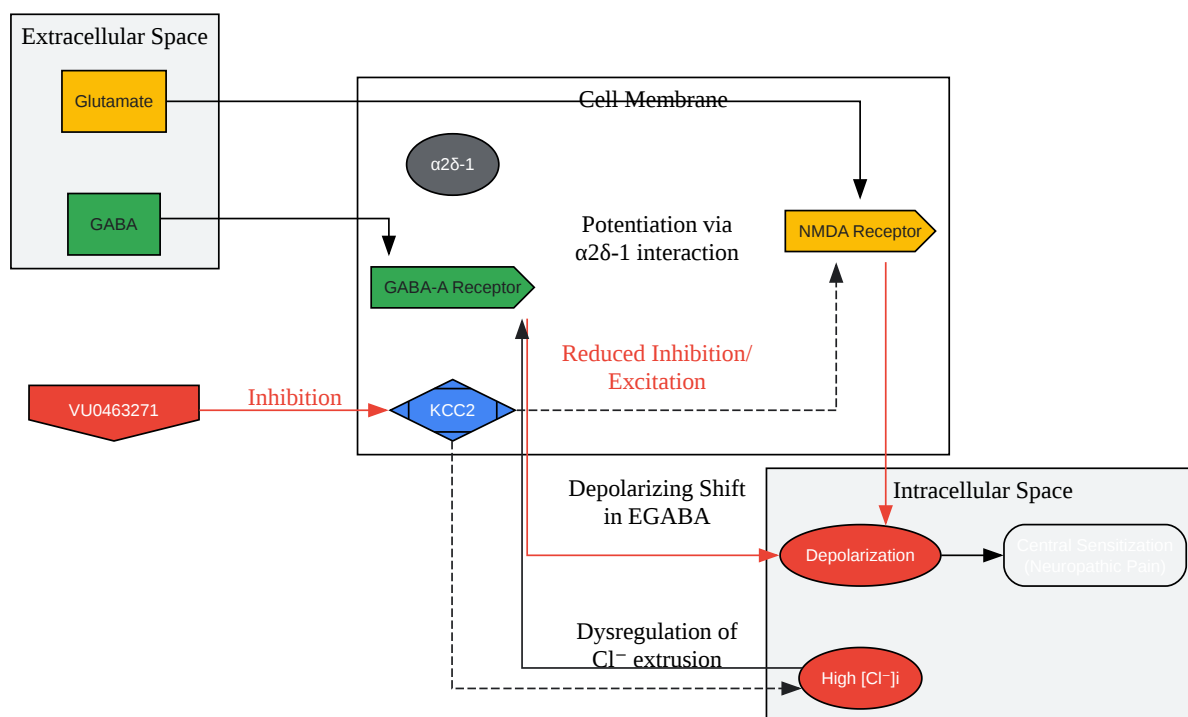 Extracellular Space
Glutamate
Cell Membrane
α2δ-1
GABA
Potentiation via
α2δ-1 interaction
NMDA Receptor
GABA-A Receptor
Reduced Inhibition/
Excitation
VU0463271
Inhibition
KCC2
Depolarizing Shift
in EGABA
Intracellular Space
Depolarization
Central Sensitization
(Neuropathic Pain)
Dysregulation of
Cl⁻ extrusion
High [Cl⁻]i